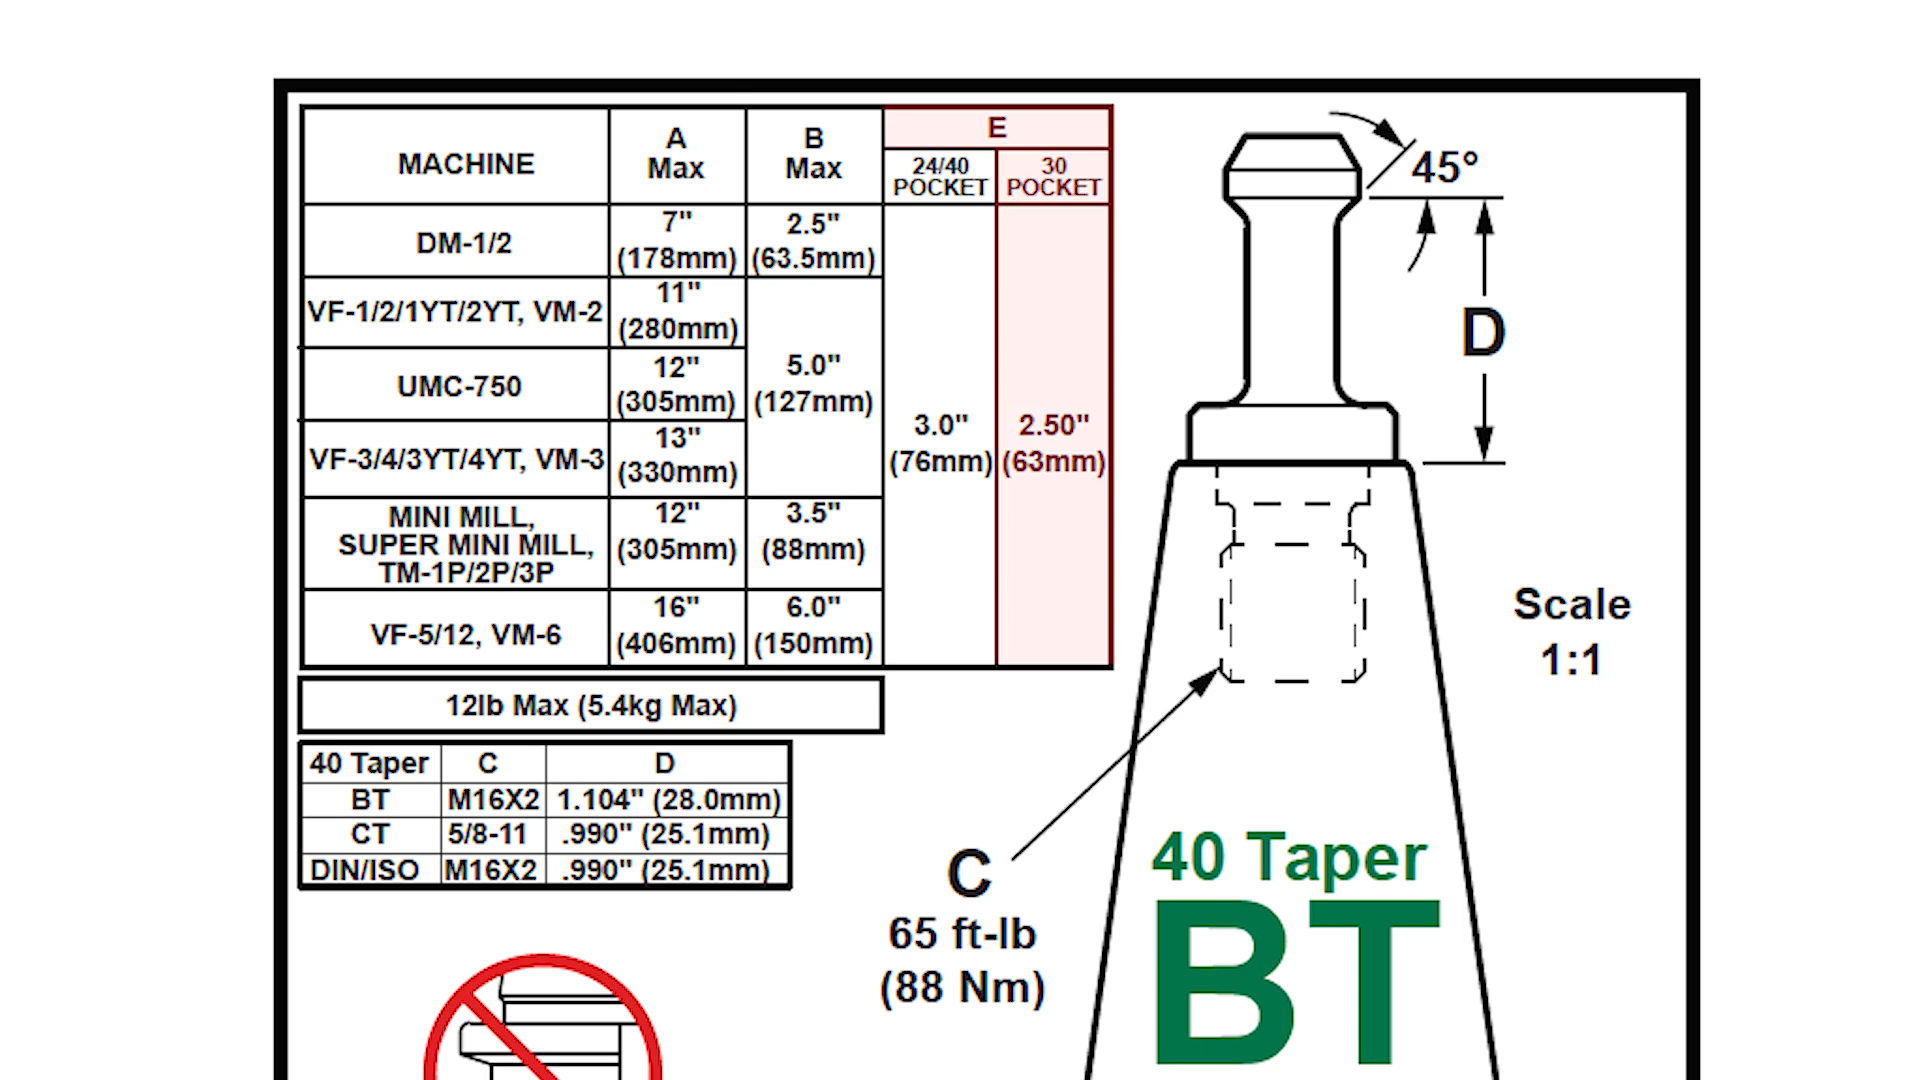 MACHINE
A
Max
B
Max
E
24/40
POCKET
30
POCKET
DM-1/2
7"
(178mm)
2.5"
(63.5mm)
VF-1/2/1YT/2YT, VM-2
11"
(280mm)
UMC-750
12"
(305mm)
5.0"
(127mm)
VF-3/4/3YT/4YT, VM-3
13"
(330mm)
3.0"
(76mm)
2.50"
(63mm)
MINI MILL,
SUPER MINI MILL,
TM-1P/2P/3P
12"
(305mm)
3.5"
(88mm)
VF-5/12, VM-6
16"
(406mm)
6.0"
(150mm)
12lb Max (5.4kg Max)
40 Taper C D
BT M16X2 1.104" (28.0mm)
CT 5/8-11 .990" (25.1mm)
DIN/ISO M16X2 .990" (25.1mm)
45°
D
Scale
1:1
C
65 ft-lb
(88 Nm)
40 Taper
BT